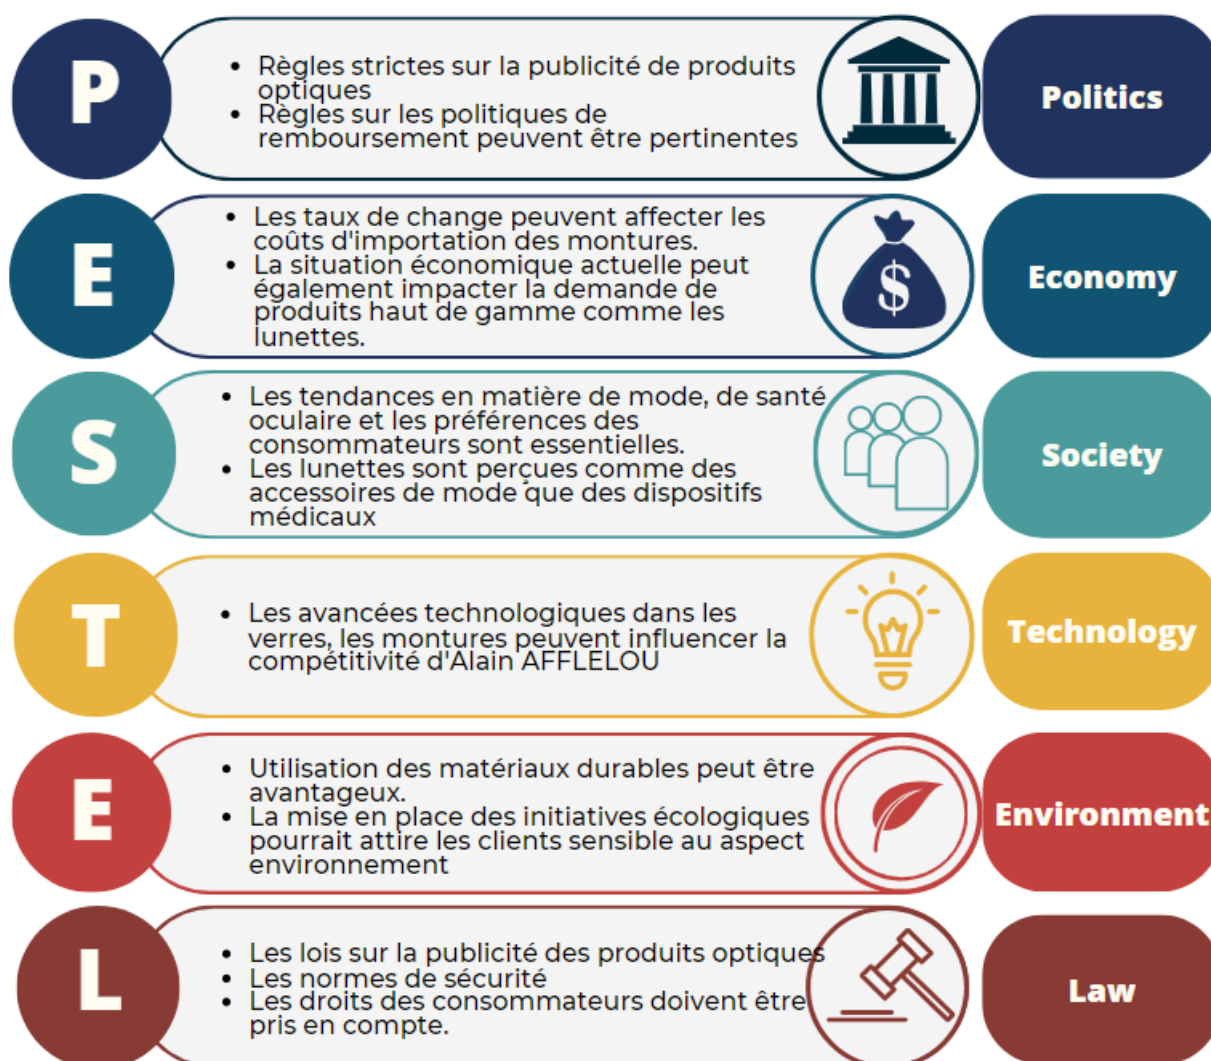 P
• Règles strictes sur la publicité de produits
optiques
• Règles sur les politiques de
remboursement peuvent être pertinentes
Politics
E
• Les taux de change peuvent affecter les
coûts d'importation des montures.
• La situation économique actuelle peut
également impacter la demande de
produits haut de gamme comme les
lunettes.
$
Economy
S
• Les tendances en matière de mode, de santé
oculaire et les préférences des
consommateurs sont essentielles.
• Les lunettes sont perçues comme des
accessoires de mode que des dispositifs
médicaux
Society
T
• Les avancées technologiques dans les
verres, les montures peuvent influencer la
compétitivité d'Alain AFFLELOU
Technology
E
• Utilisation des matériaux durables peut être
avantageux.
• La mise en place des initiatives écologiques
pourrait attire les clients sensible au aspect
environnement
Environment
L
• Les lois sur la publicité des produits optiques
• Les normes de sécurité
• Les droits des consommateurs doivent être
pris en compte.
Law